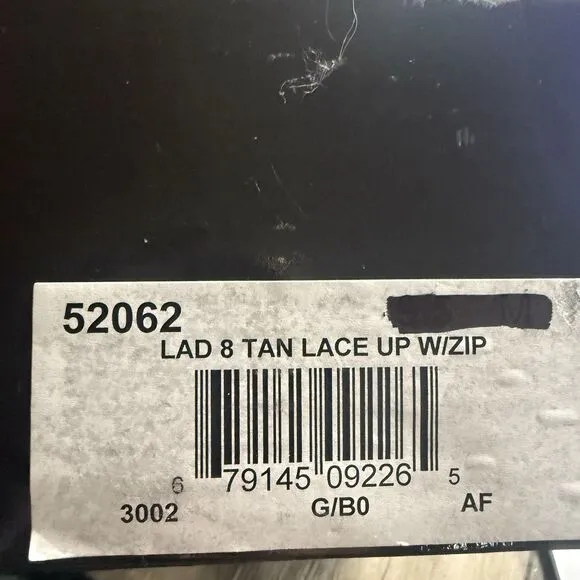 52062
LAD 8 TAN LACE UP W/ZIP
6 79145 09226 5
3002 G/B0 AF